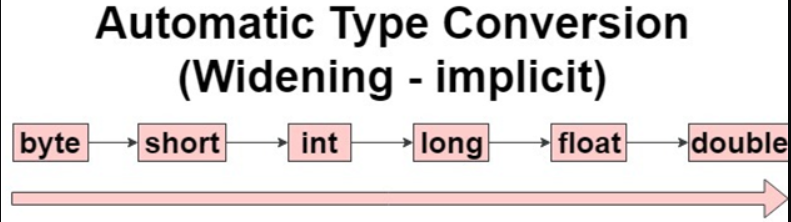 Automatic Type Conversion
(Widening - implicit)
byte short int long float double